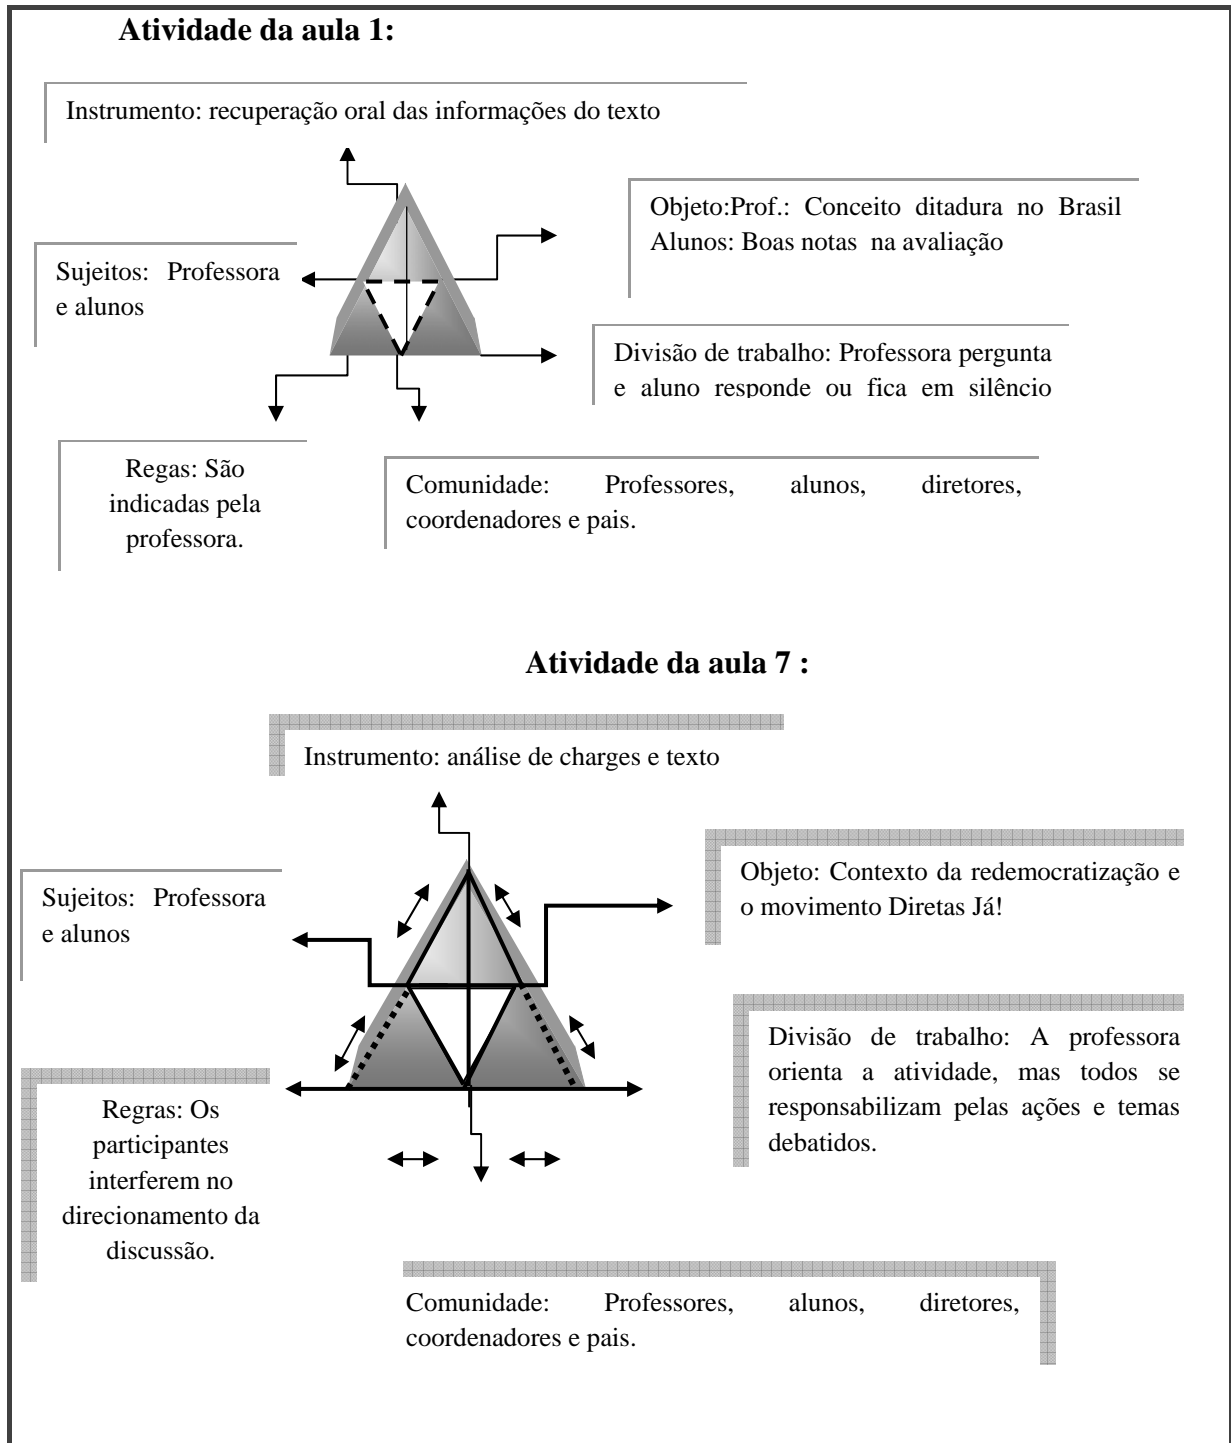 Atividade da aula 1:
Instrumento: recuperação oral das informações do texto
Objeto:Prof.: Conceito ditadura no Brasil
Alunos: Boas notas na avaliação
Sujeitos: Professora
e alunos
Divisão de trabalho: Professora pergunta
e aluno responde ou fica em silêncio
Regas: São
indicadas pela
professora.
Comunidade: Professores, alunos, diretores,
coordenadores e pais.
Atividade da aula 7 :
Instrumento: análise de charges e texto
Objeto: Contexto da redemocratização e
o movimento Diretas Já!
Sujeitos: Professora
e alunos
Divisão de trabalho: A professora
orienta a atividade, mas todos se
responsabilizam pelas ações e temas
debatidos.
Regras: Os
participantes
interferem no
direcionamento da
discussão.
Comunidade: Professores, alunos, diretores,
coordenadores e pais.